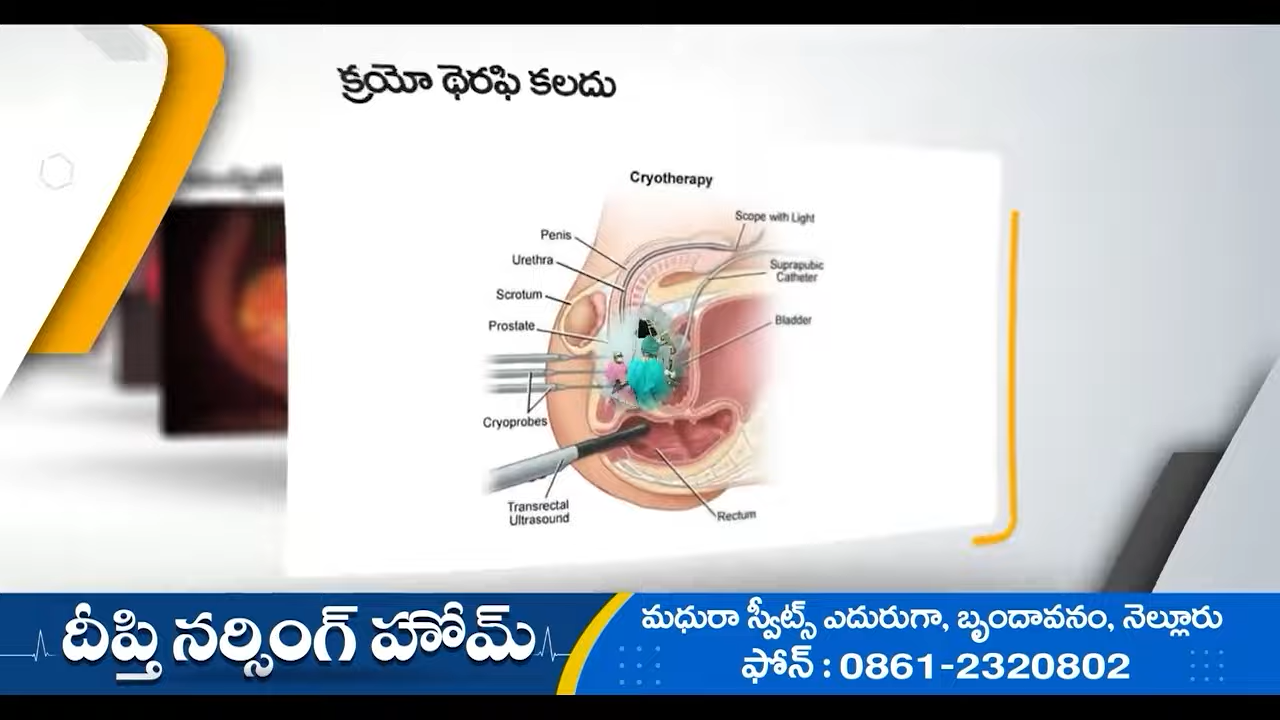 క్రయో థెరఫి కలదు
Cryotherapy
Scope with Light
Penis
Urethra
Suprapubic
Catheter
Scrotum
Prostate
Bladder
Cryoprobes
Transrectal
Ultrasound
Rectum
దీప్తి నర్సింగ్ హోమ్
మధురా స్వీట్స్ ఎదురుగా, బృందావనం, నెల్లూరు
ఫోన్ : 0861-2320802